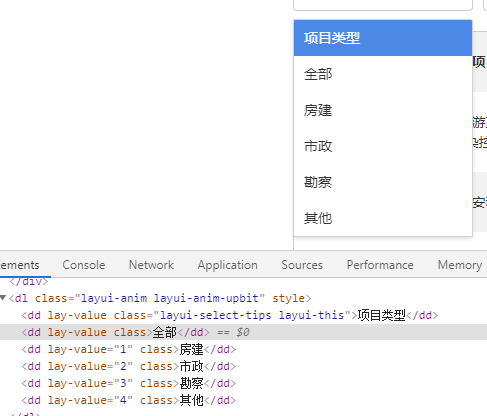 项目类型
项
全部
房建
游
市政
控
勘察
安
其他
ements Console Network Application Sources Performance Memory
</div>
▼<dl class="layui-anim layui-anim-upbit" style>
<dd lay-value class="layui-select-tips layui-this">项目类型</dd>
<dd lay-value class>全部</dd> == $0
<dd lay-value="1" class>房建</dd>
<dd lay-value="2" class>市政</dd>
<dd lay-value="3" class>勘察</dd>
<dd lay-value="4" class>其他</dd>
</dl>